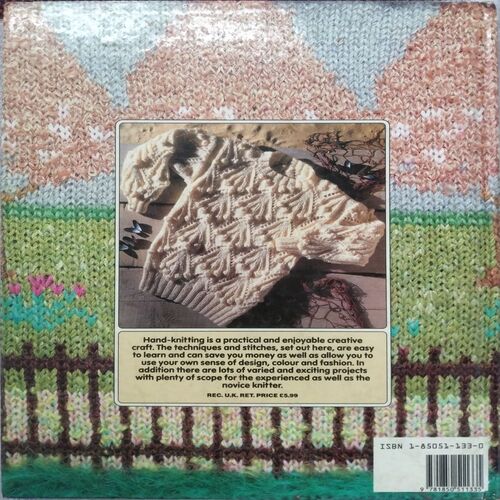 Hand-knitting is a practical and enjoyable creative
craft. The techniques and stitches, set out here, are easy
to learn and can save you money as well as allow you to
use your own sense of design, colour and fashion. In
addition there are lots of varied and exciting projects
with plenty of scope for the experienced as well as the
novice knitter.
REC. U.K. RET. PRICE £5.99
ISBN 1-85051-133-0
9 781850 511335